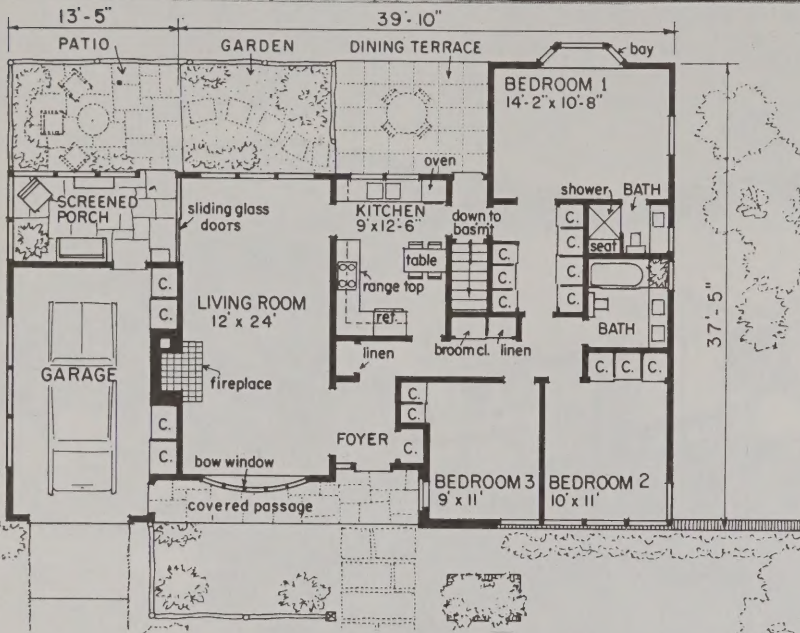 13'-5"
39'-10"
PATIO
GARDEN
DINING TERRACE
bay
BEDROOM 1
14'-2" x 10'-8"
oven
SCREENED
PORCH
sliding glass
doors
KITCHEN
9' x 12'-6"
down to
basm't
shower
BATH
seat
C.
C.
C.
C.
C.
C.
C.
table
range top
ref.
C.
C.
LIVING ROOM
12' x 24'
BATH
37'-5"
linen
broom cl.
linen
GARAGE
fireplace
C.
C.
C.
C.
C.
C.
C.
C.
FOYER
bow window
covered passage
BEDROOM 3
9' x 11'
BEDROOM 2
10' x 11'